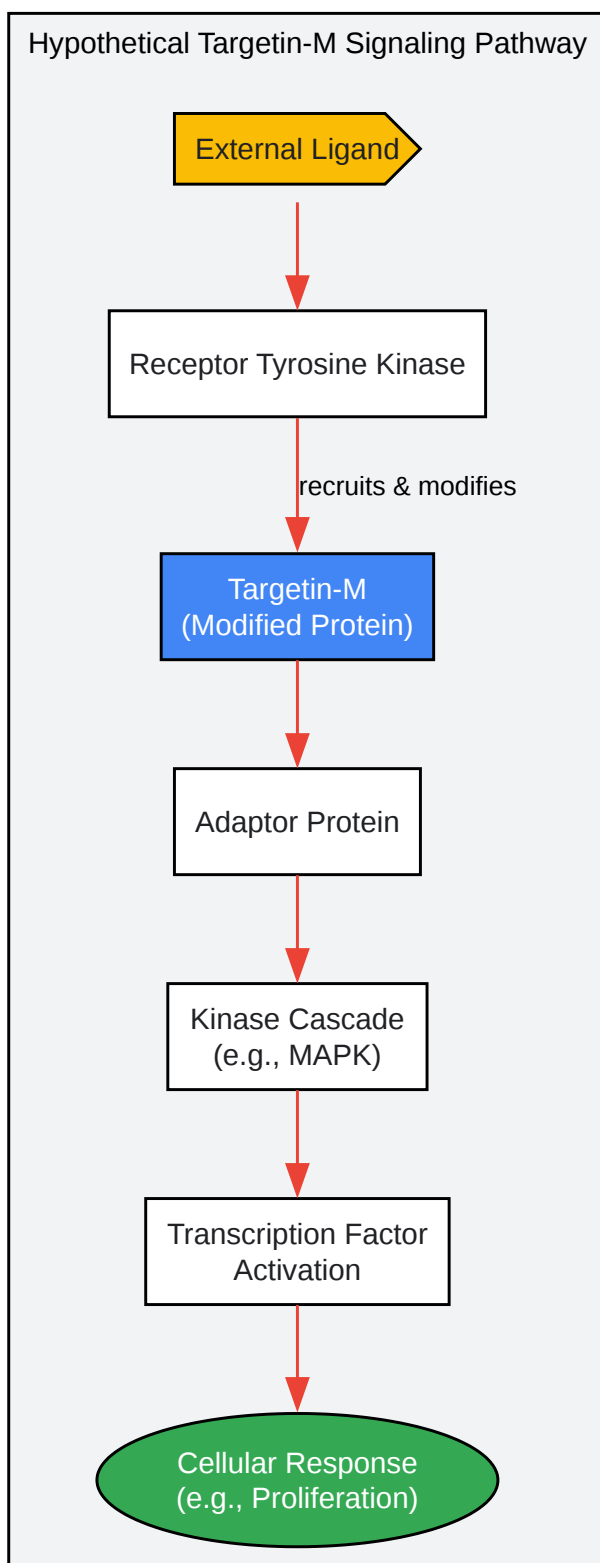 Hypothetical Targetin-M Signaling Pathway
External Ligand
Receptor Tyrosine Kinase
recruits & modifies
Targetin-M
(Modified Protein)
Adaptor Protein
Kinase Cascade
(e.g., MAPK)
Transcription Factor
Activation
Cellular Response
(e.g., Proliferation)